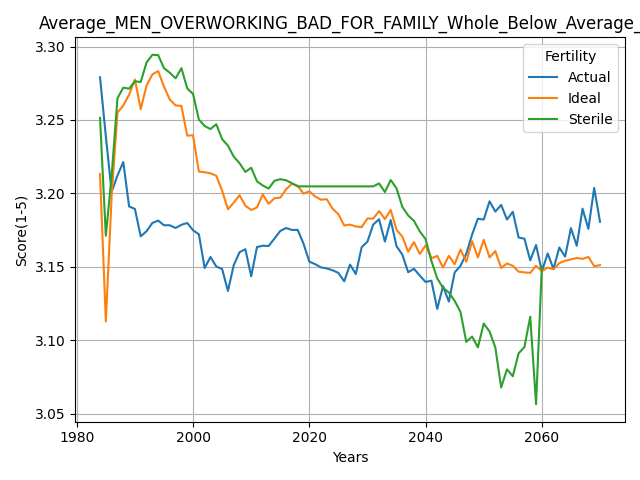 Average_MEN_OVERWORKING_BAD_FOR_FAMILY_Whole_Below_Average_
Fertility
Actual
Ideal
Sterile
Score(1-5)
3.30
3.25
3.20
3.15
3.10
3.05
1980
2000
2020
2040
2060
Years